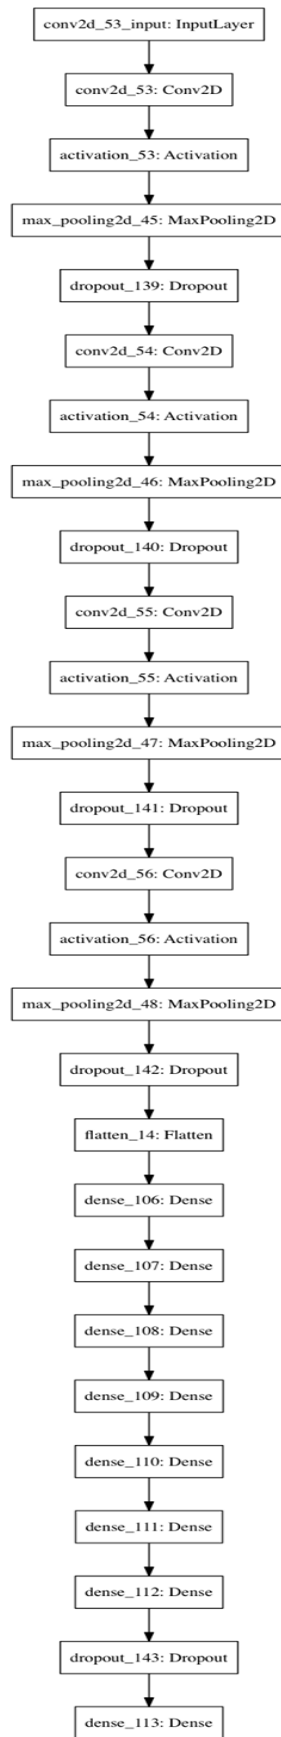 conv2d_53_input: InputLayer
conv2d_53: Conv2D
activation_53: Activation
max_pooling2d_45: MaxPooling2D
dropout_139: Dropout
conv2d_54: Conv2D
activation_54: Activation
max_pooling2d_46: MaxPooling2D
dropout_140: Dropout
conv2d_55: Conv2D
activation_55: Activation
max_pooling2d_47: MaxPooling2D
dropout_141: Dropout
conv2d_56: Conv2D
activation_56: Activation
max_pooling2d_48: MaxPooling2D
dropout_142: Dropout
flatten_14: Flatten
dense_106: Dense
dense_107: Dense
dense_108: Dense
dense_109: Dense
dense_110: Dense
dense_111: Dense
dense_112: Dense
dropout_143: Dropout
dense_113: Dense